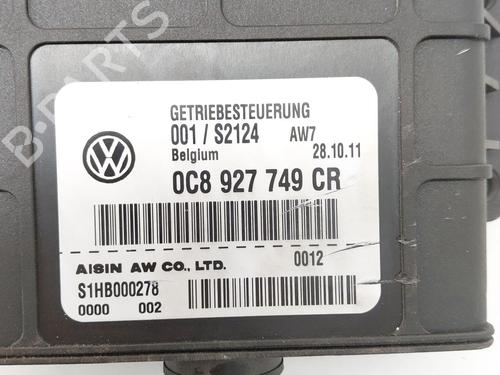 GETRIEBESTEUERUNG
001 / S2124 AW7
Belgium 28.10.11
0C8 927 749 CR
AISIN AW CO., LTD. 0012
S1HB000278
0000 002
B-PARTS